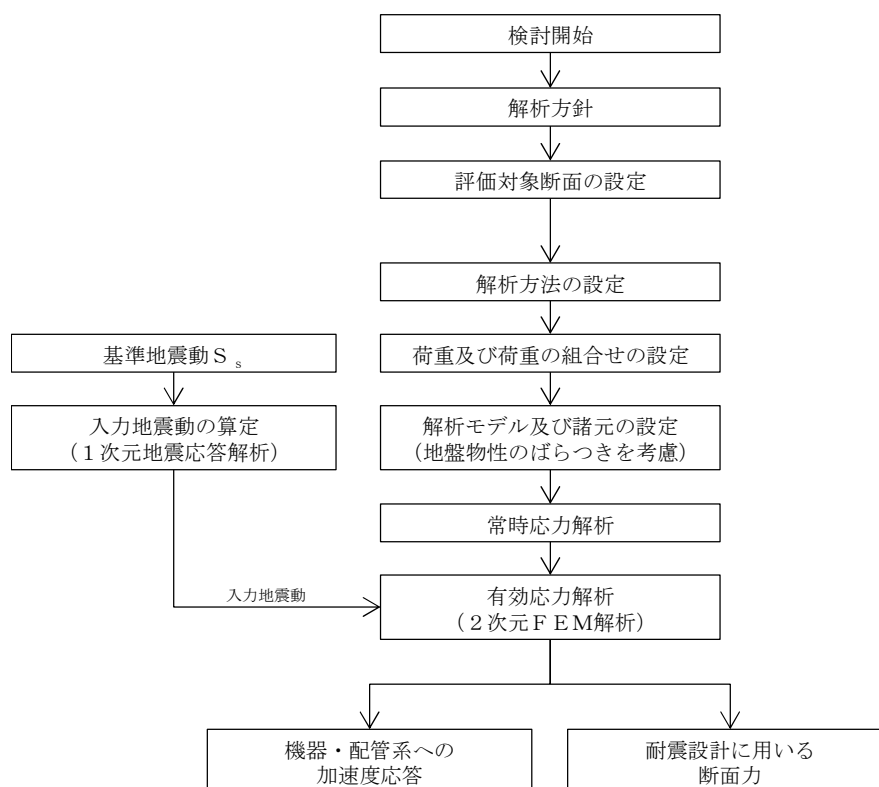 検討開始
解析方針
評価対象断面の設定
解析方法の設定
基準地震動Ｓｓ
荷重及び荷重の組合せの設定
入力地震動の算定
（１次元地震応答解析）
解析モデル及び諸元の設定
（地盤物性のばらつきを考慮）
常時応力解析
入力地震動
有効応力解析
（２次元ＦＥＭ解析）
機器・配管系への
加速度応答
耐震設計に用いる
断面力